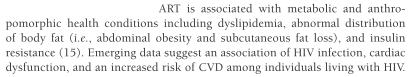 ART is associated with metabolic and anthro-
pomorphic health conditions including dyslipidemia, abnormal distribution
of body fat (i.e., abdominal obesity and subcutaneous fat loss), and insulin
resistance (15). Emerging data suggest an association of HIV infection, cardiac
dysfunction, and an increased risk of CVD among individuals living with HIV.